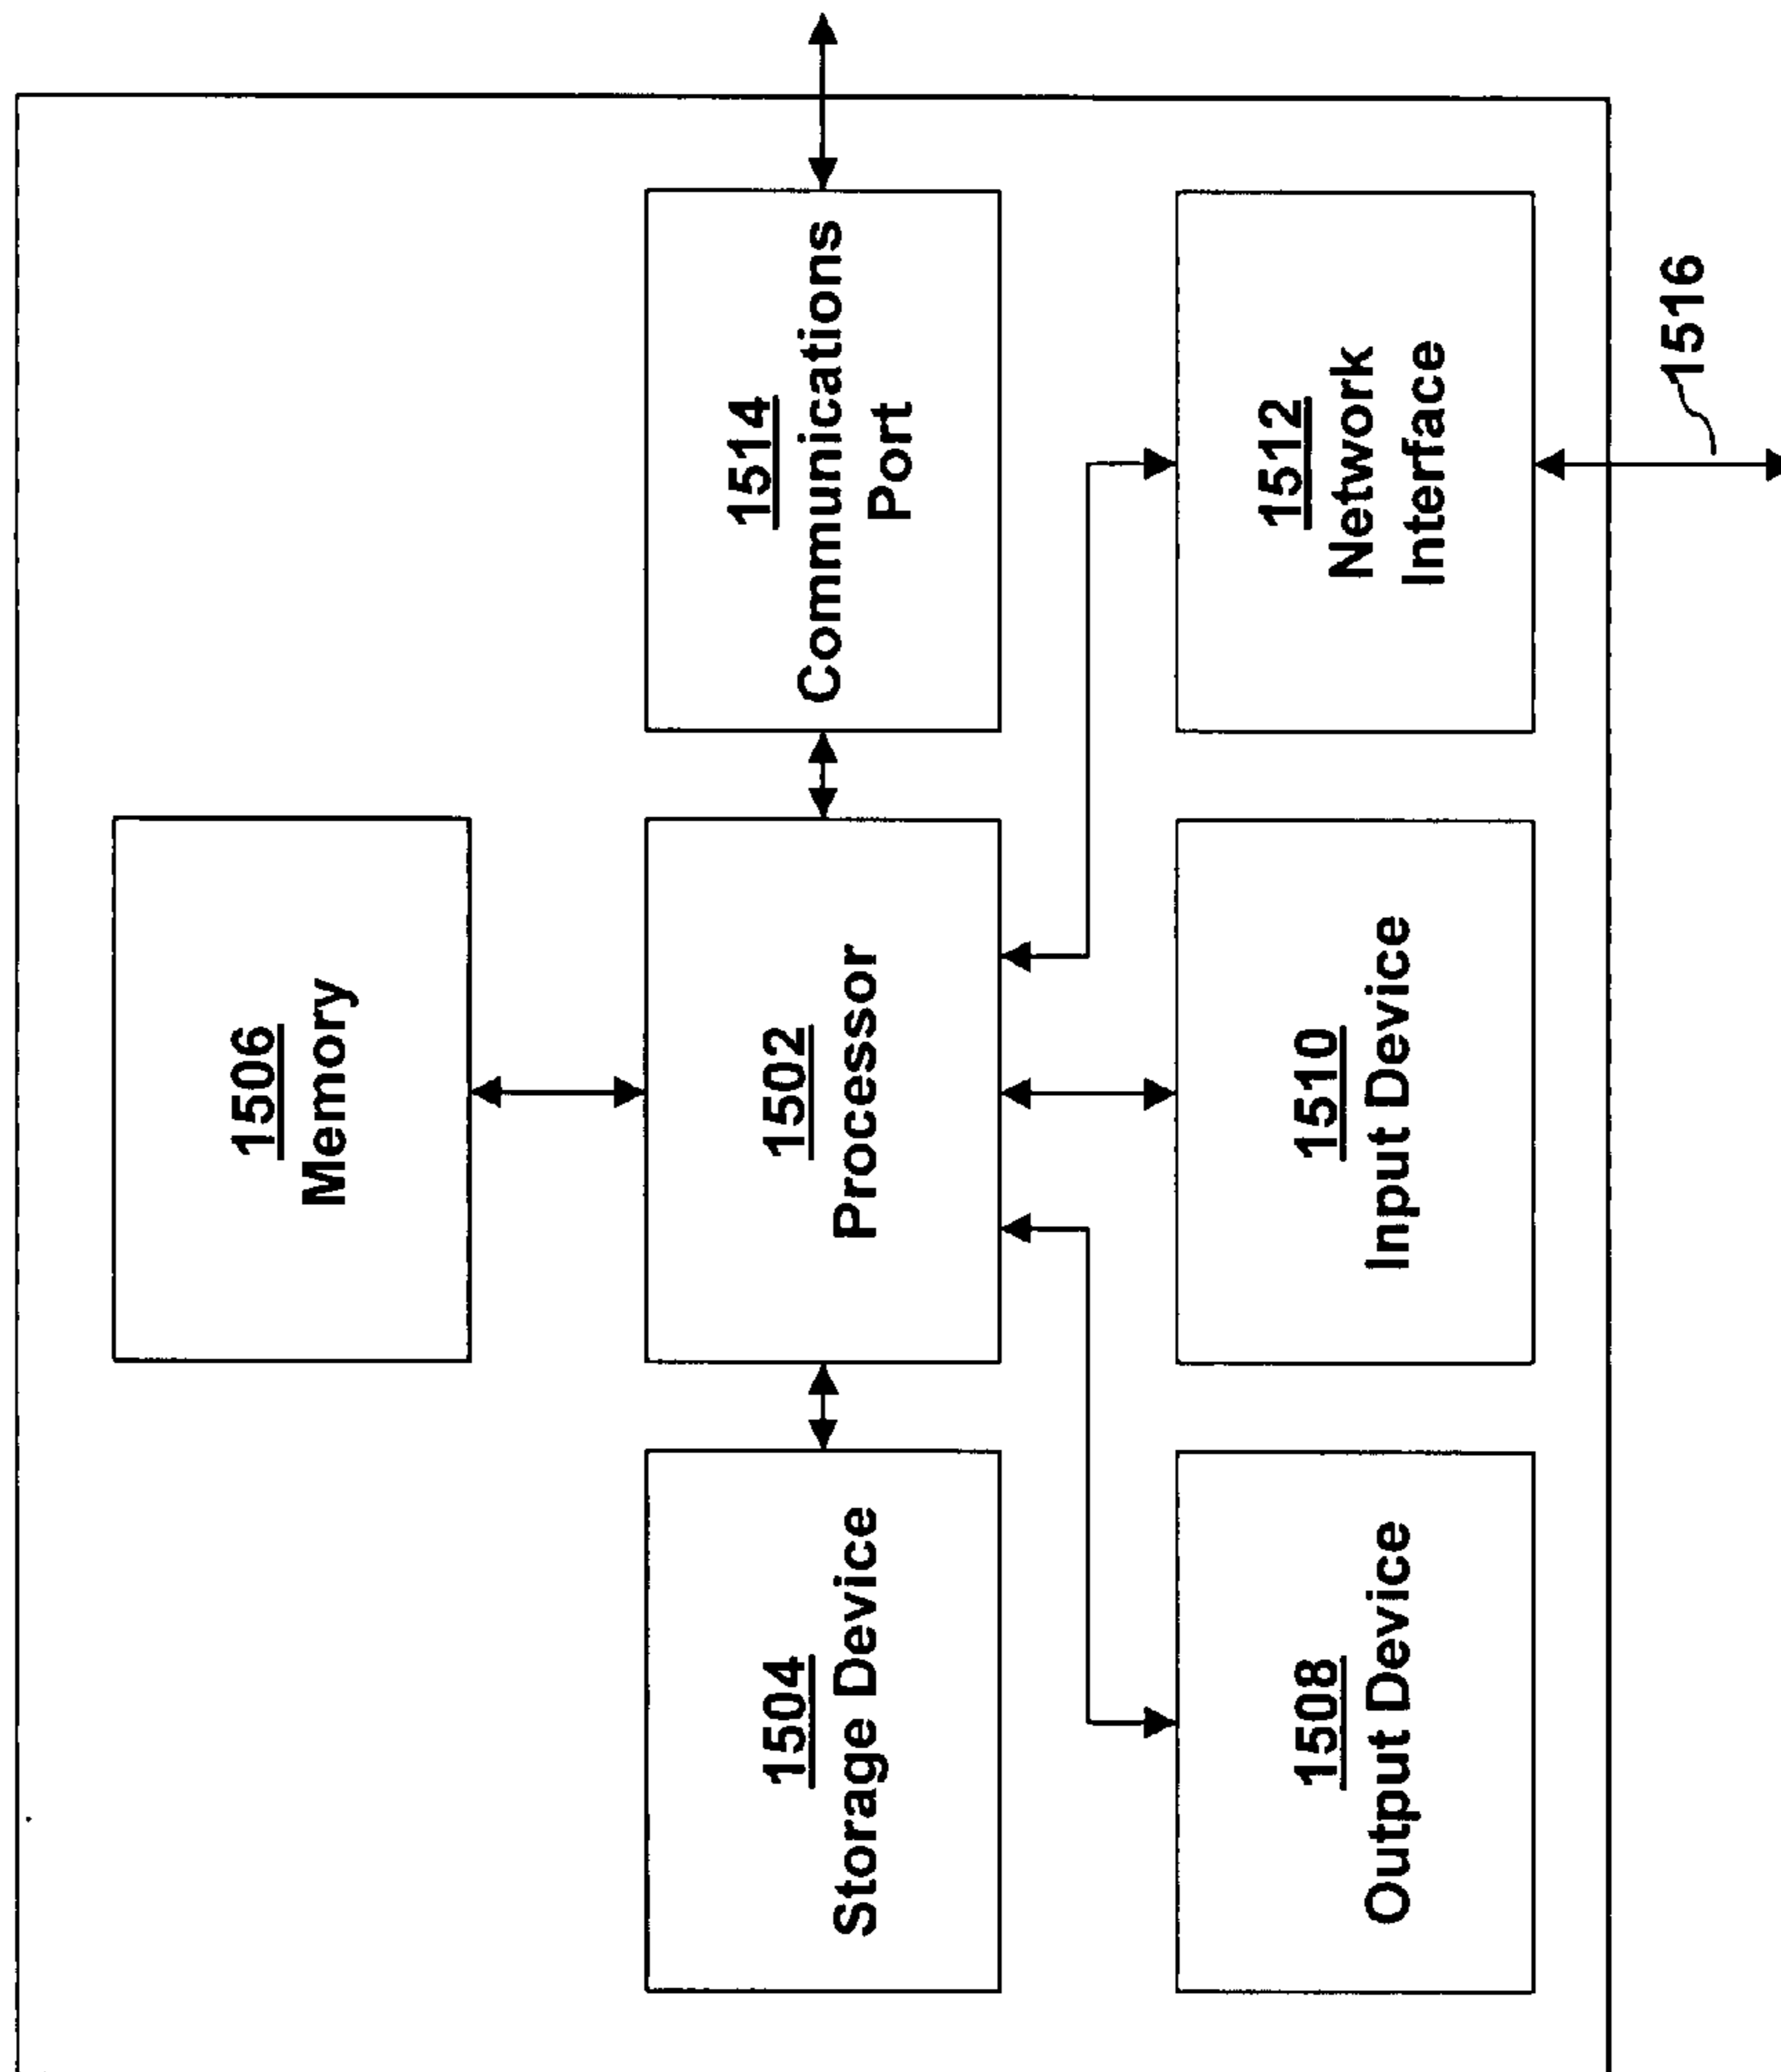 1506
Memory
1504
Storage Device
1502
Processor
1514
Communications
Port
1508
Output Device
1510
Input Device
1512
Network
Interface
1516